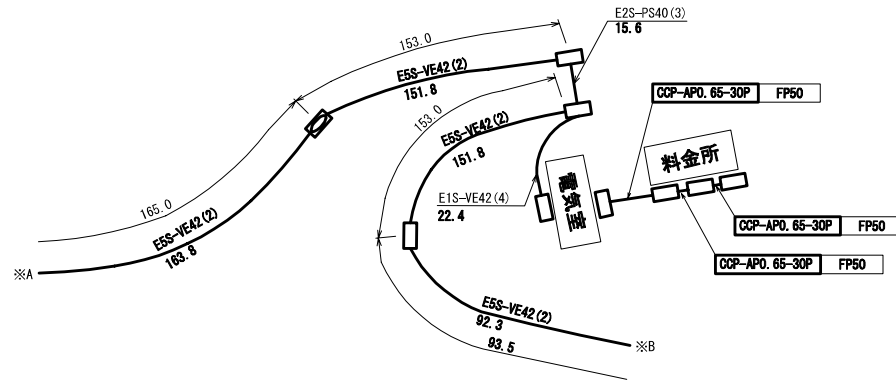 E2S-PS40(3)
15.6
153.0
E5S-VE42(2)
151.8
CCP-AP0.65-30P FP50
153.0
E5S-VE42(2)
151.8
料金所
165.0
E5S-VE42(2)
163.8
E1S-VE42(4)
22.4
電気室
CCP-AP0.65-30P FP50
CCP-AP0.65-30P FP50
※A
E5S-VE42(2)
92.3
93.5
※B